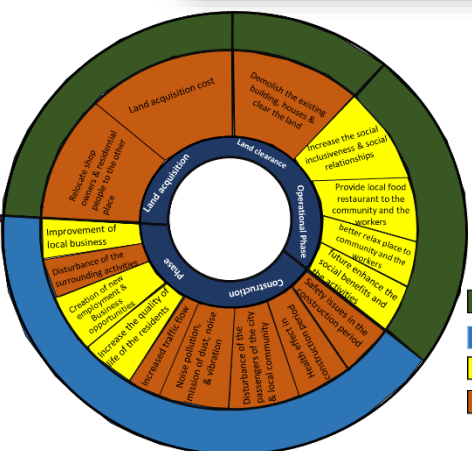 Land acquisition cost
Relocate shop
owners & residential
people to the other
place
Demolish the existing
building, houses &
clear the land
Increase the social
inclusiveness & social
relationships
Provide local food
restaurant to the
community and the
workers
better relax place to
community and the
workers
future enhance the
social benefits and
the activities
Safety issues in the
construction period
Health effect in z
construction period
Disturbance of the city
passengers of the city
& local community
Noise pollution,
mission of dust, noise
& vibration
Increased traffic flow
Increase the quality of
life of the residents
Creation of new
employment &
Business
opportunities
Disturbance of the
surrounding activities
Improvement of
local business
Land acquisition
Land clearance
Operational Phase
Construction
Phase